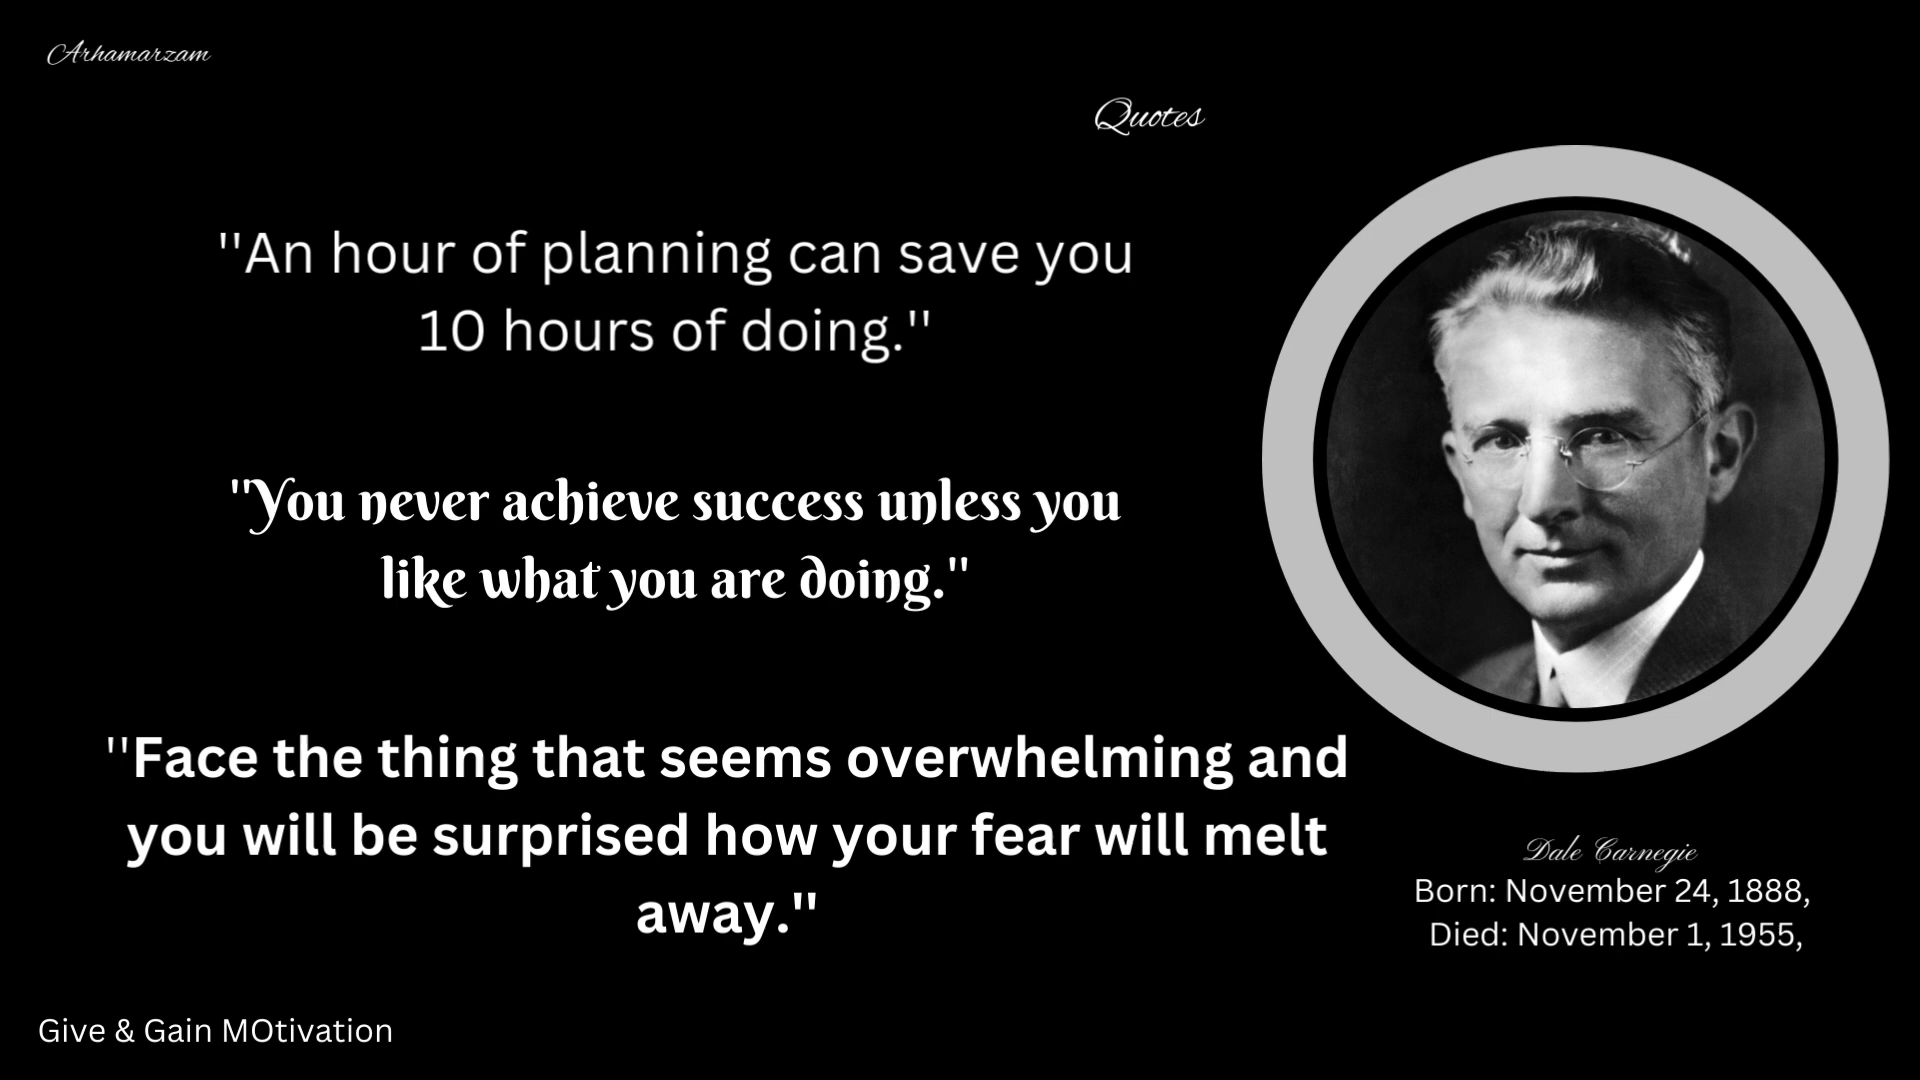 Arhamarzam
Quotes
"An hour of planning can save you
10 hours of doing."
"You never achieve success unless you
like what you are doing."
"Face the thing that seems overwhelming and
you will be surprised how your fear will melt
away."
Dale Carnegie
Born: November 24, 1888,
Died: November 1, 1955,
Give & Gain MOtivation